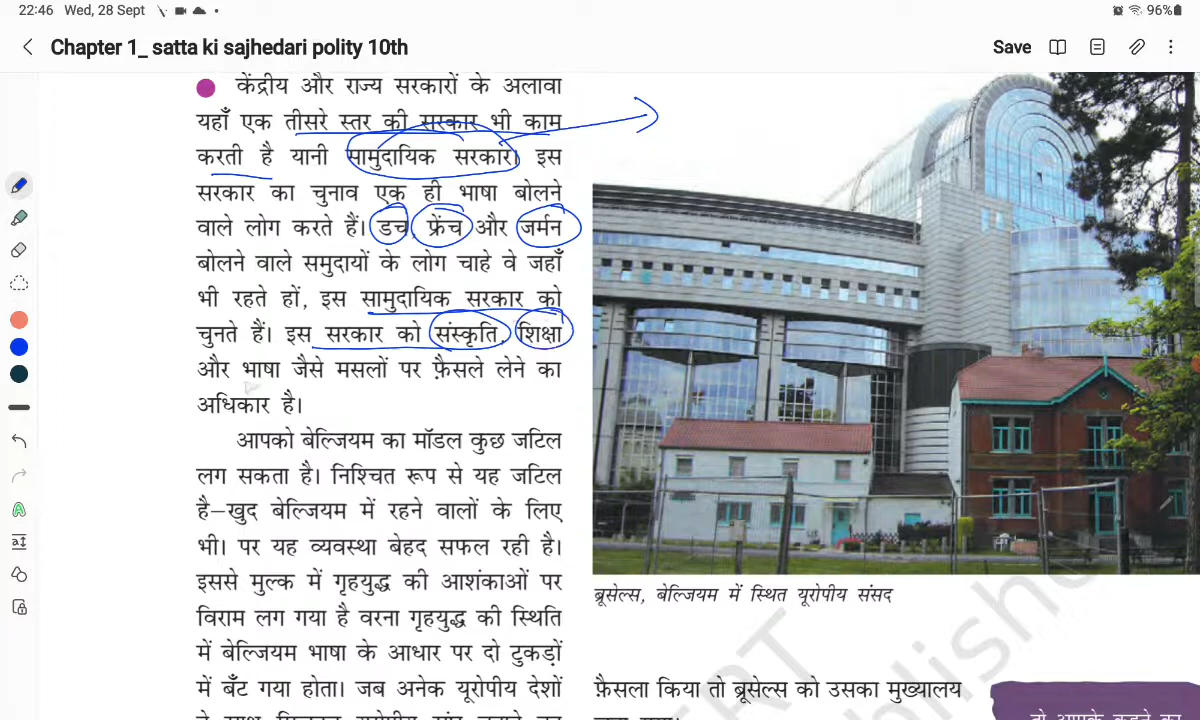 22:46 Wed, 28 Sept
96%
Chapter 1_ satta ki sajhedari polity 10th
Save
केंद्रीय और राज्य सरकारों के अलावा
यहाँ एक तीसरे स्तर की सरकार भी काम
करती है यानी सामुदायिक सरकार। इस
सरकार का चुनाव एक ही भाषा बोलने
वाले लोग करते हैं। डच, फ्रेंच और जर्मन
बोलने वाले समुदायों के लोग चाहे वे जहाँ
भी रहते हों, इस सामुदायिक सरकार को
चुनते हैं। इस सरकार को संस्कृति, शिक्षा
और भाषा जैसे मसलों पर फ़ैसले लेने का
अधिकार है।
आपको बेल्जियम का मॉडल कुछ जटिल
लग सकता है। निश्चित रूप से यह जटिल
है–खुद बेल्जियम में रहने वालों के लिए
भी। पर यह व्यवस्था बेहद सफल रही है।
इससे मुल्क में गृहयुद्ध की आशंकाओं पर
विराम लग गया है वरना गृहयुद्ध की स्थिति
में बेल्जियम भाषा के आधार पर दो टुकड़ों
में बँट गया होता। जब अनेक यूरोपीय देशों
ब्रूसेल्स, बेल्जियम में स्थित यूरोपीय संसद
फ़ैसला किया तो ब्रूसेल्स को उसका मुख्यालय